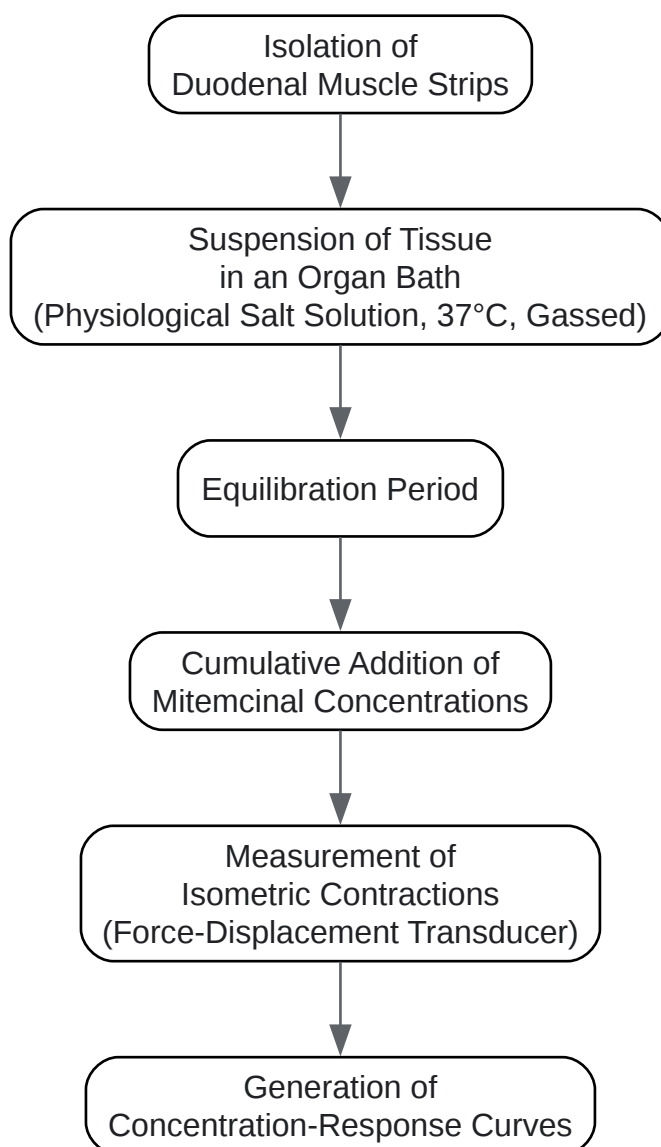 Isolation of
Duodenal Muscle Strips
Suspension of Tissue
in an Organ Bath
(Physiological Salt Solution, 37°C, Gassed)
Equilibration Period
Cumulative Addition of
Mitemcinal Concentrations
Measurement of
Isometric Contractions
(Force-Displacement Transducer)
Generation of
Concentration-Response Curves